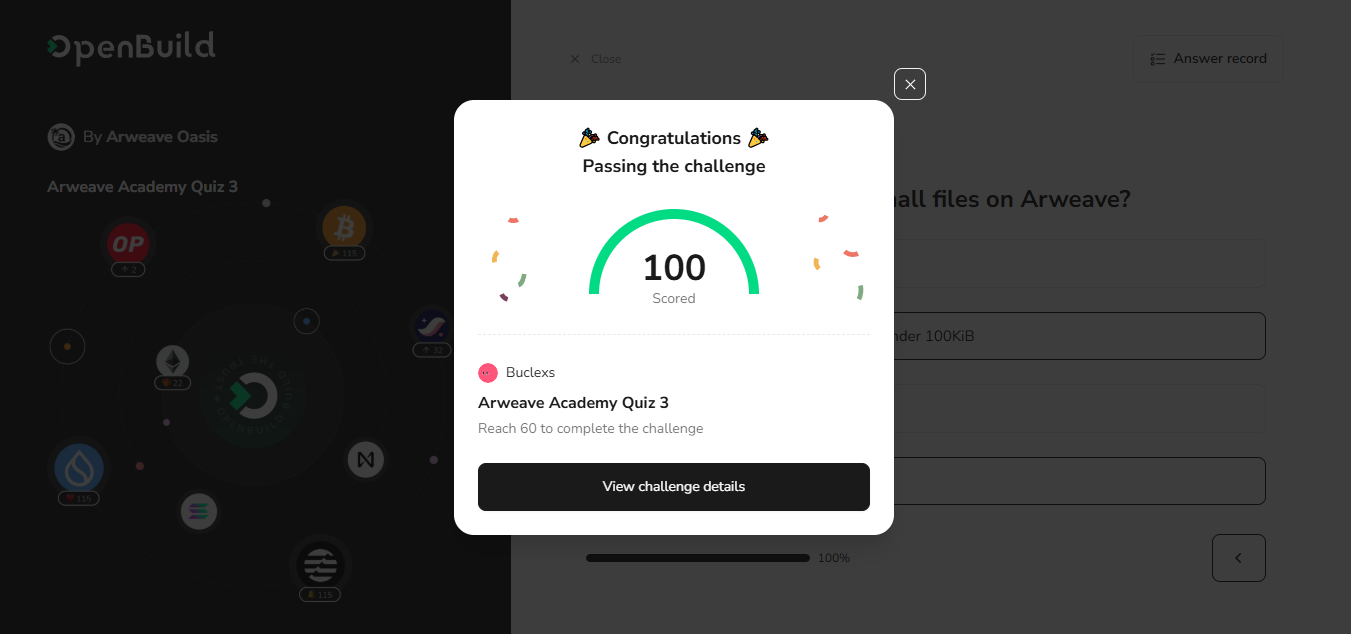 OpenBuild
By Arweave Oasis
Arweave Academy Quiz 3
OP
2
115
32
22
115
115
Close
Answer record
all files on Arweave?
nder 100KiB
100%
Congratulations
Passing the challenge
100
Scored
Buclexs
Arweave Academy Quiz 3
Reach 60 to complete the challenge
View challenge details